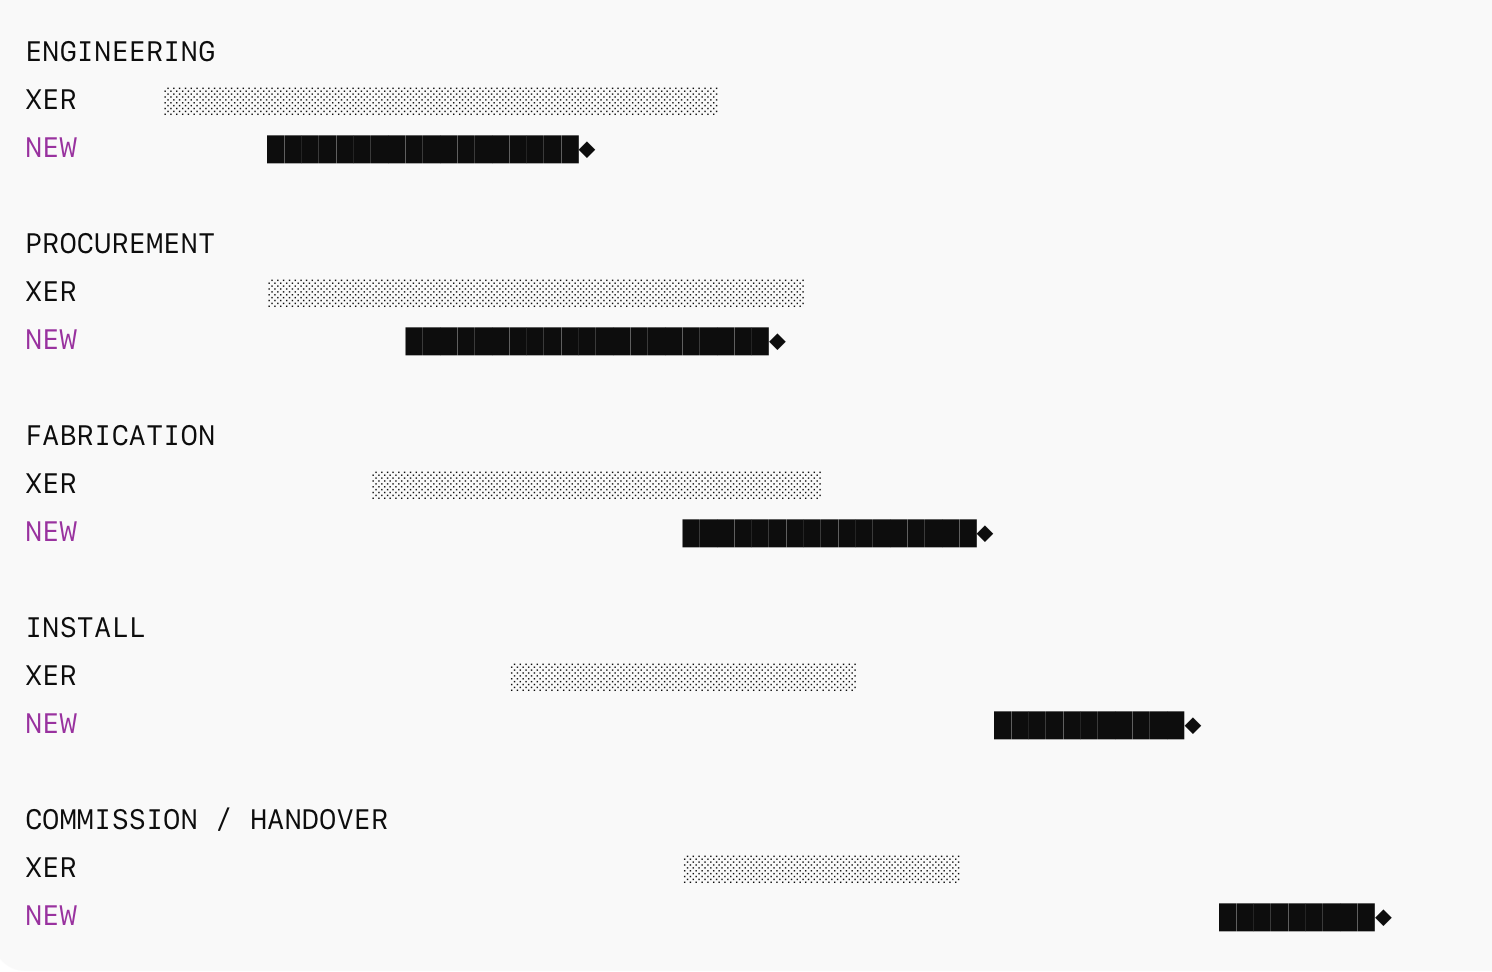 ENGINEERING
XER
NEW
PROCUREMENT
XER
NEW
FABRICATION
XER
NEW
INSTALL
XER
NEW
COMMISSION / HANDOVER
XER
NEW